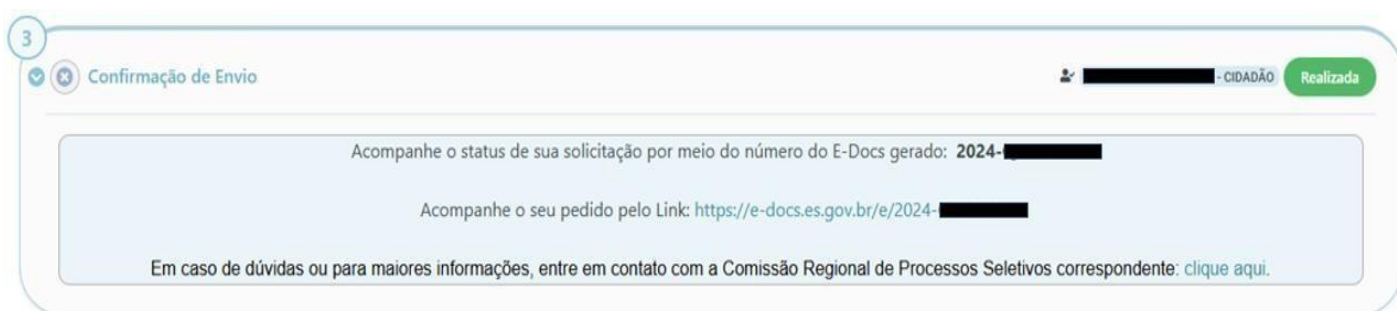 3
Confirmação de Envio
- CIDADÃO
Realizada
Acompanhe o status de sua solicitação por meio do número do E-Docs gerado: 2024-
Acompanhe o seu pedido pelo Link: https://e-docs.es.gov.br/e/2024-
Em caso de dúvidas ou para maiores informações, entre em contato com a Comissão Regional de Processos Seletivos correspondente: clique aqui.